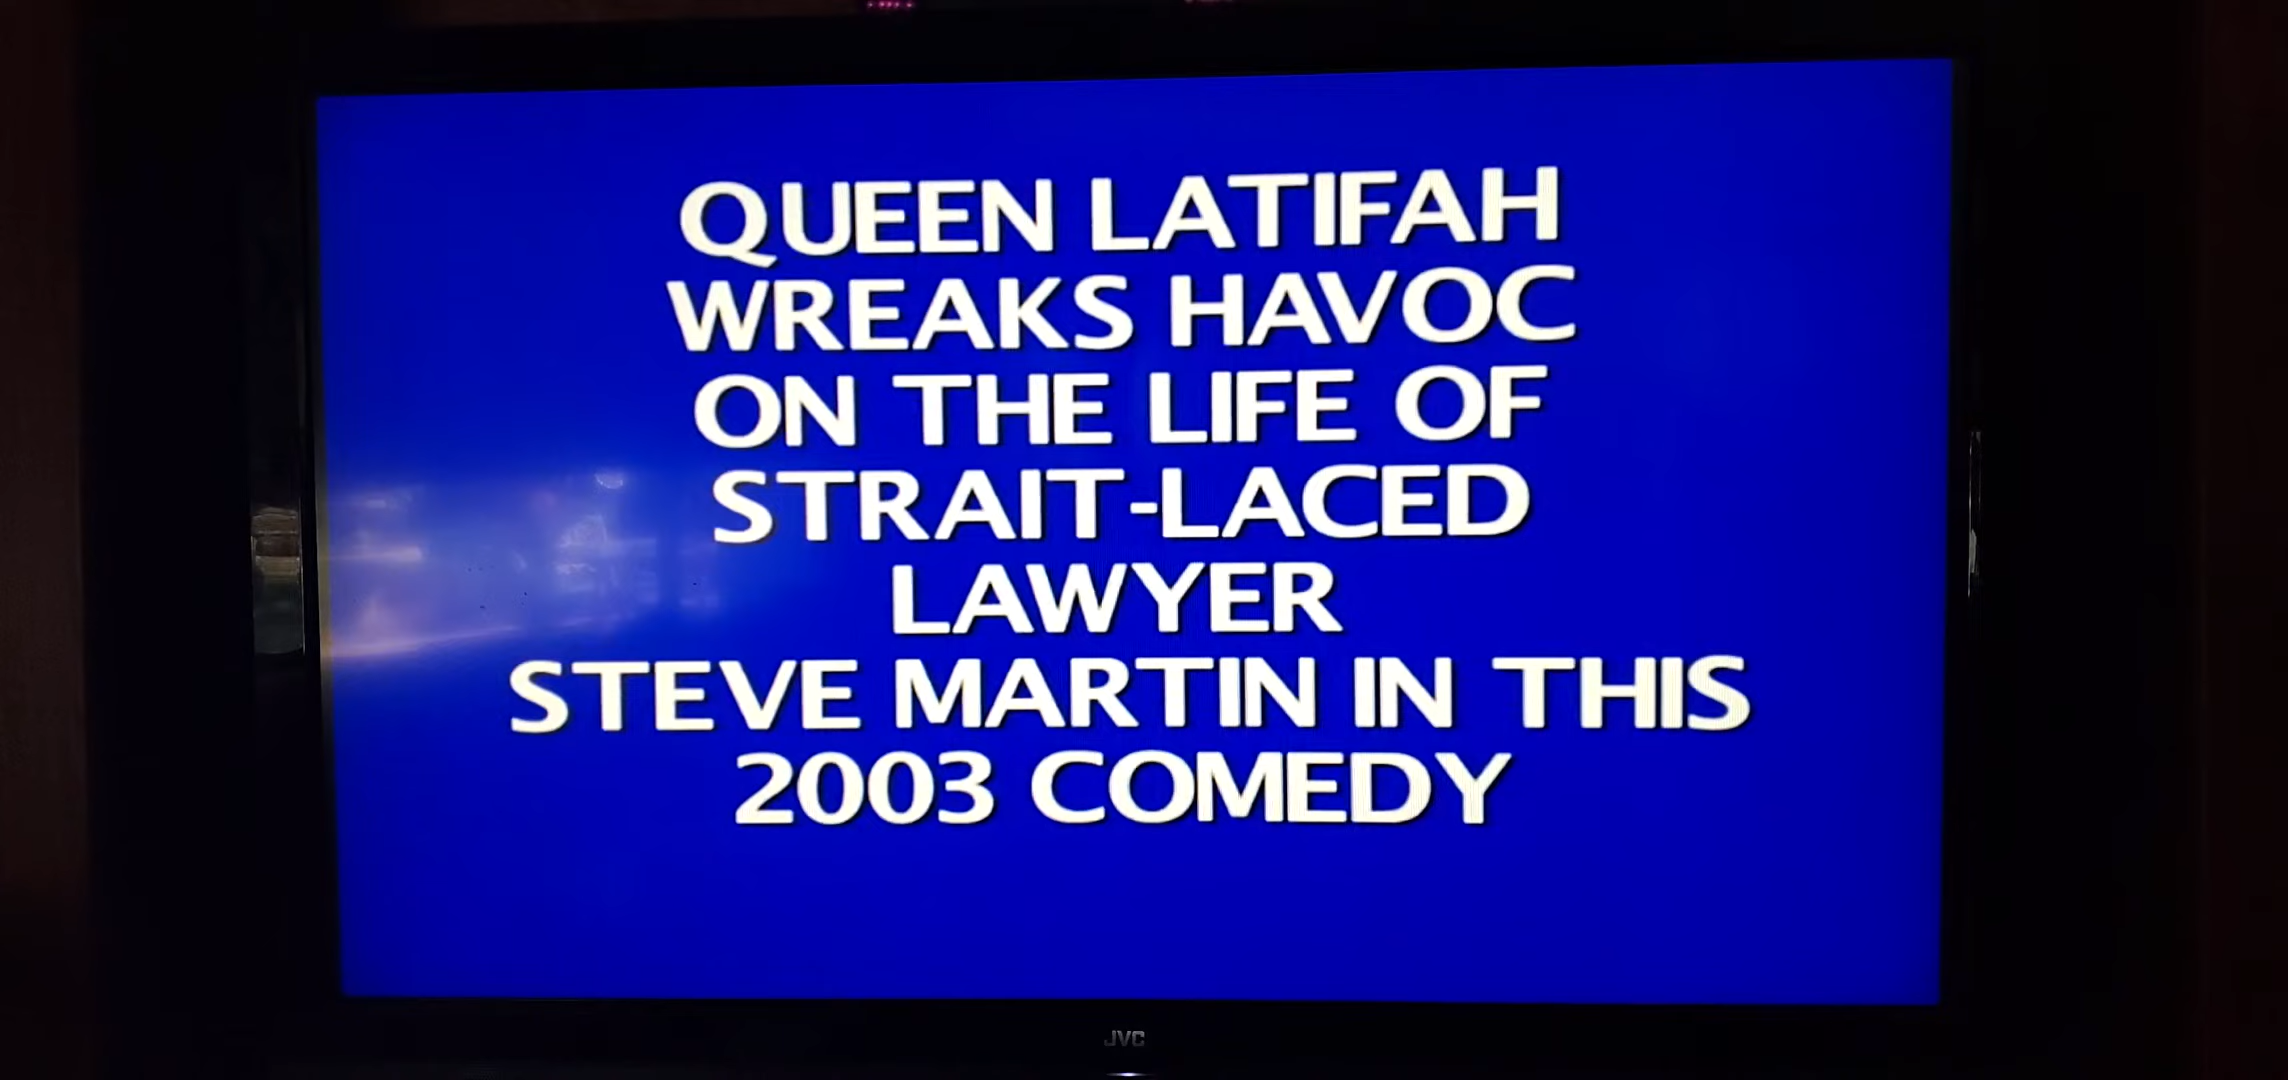 QUEEN LATIFAH
WREAKS HAVOC
ON THE LIFE OF
STRAIT-LACED
LAWYER
STEVE MARTIN IN THIS
2003 COMEDY
JVC